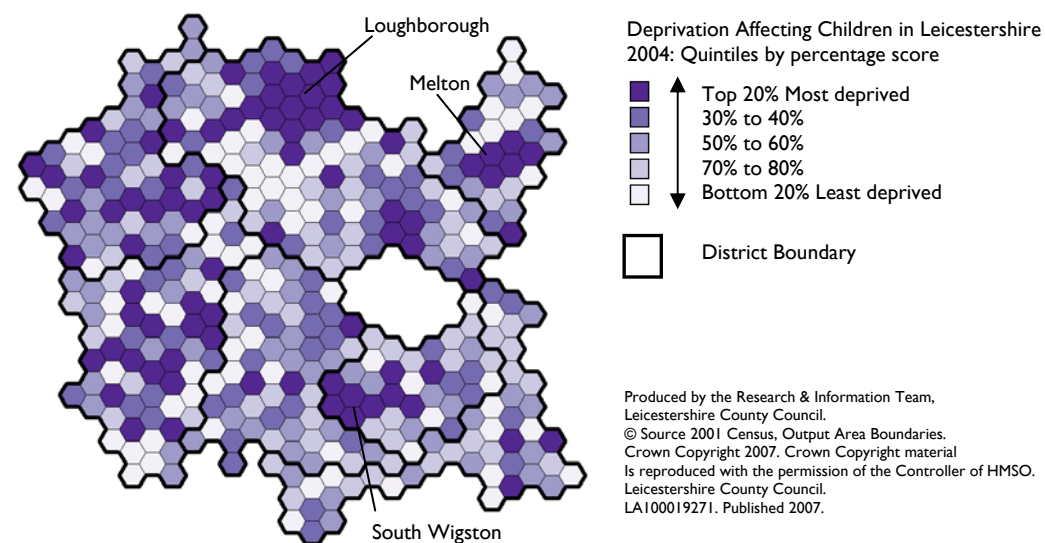 Loughborough
Melton
South Wigston
Deprivation Affecting Children in Leicestershire
2004: Quintiles by percentage score
Top 20% Most deprived
30% to 40%
50% to 60%
70% to 80%
Bottom 20% Least deprived
District Boundary
Produced by the Research & Information Team,
Leicestershire County Council.
© Source 2001 Census, Output Area Boundaries.
Crown Copyright 2007. Crown Copyright material
Is reproduced with the permission of the Controller of HMSO.
Leicestershire County Council.
LA100019271. Published 2007.